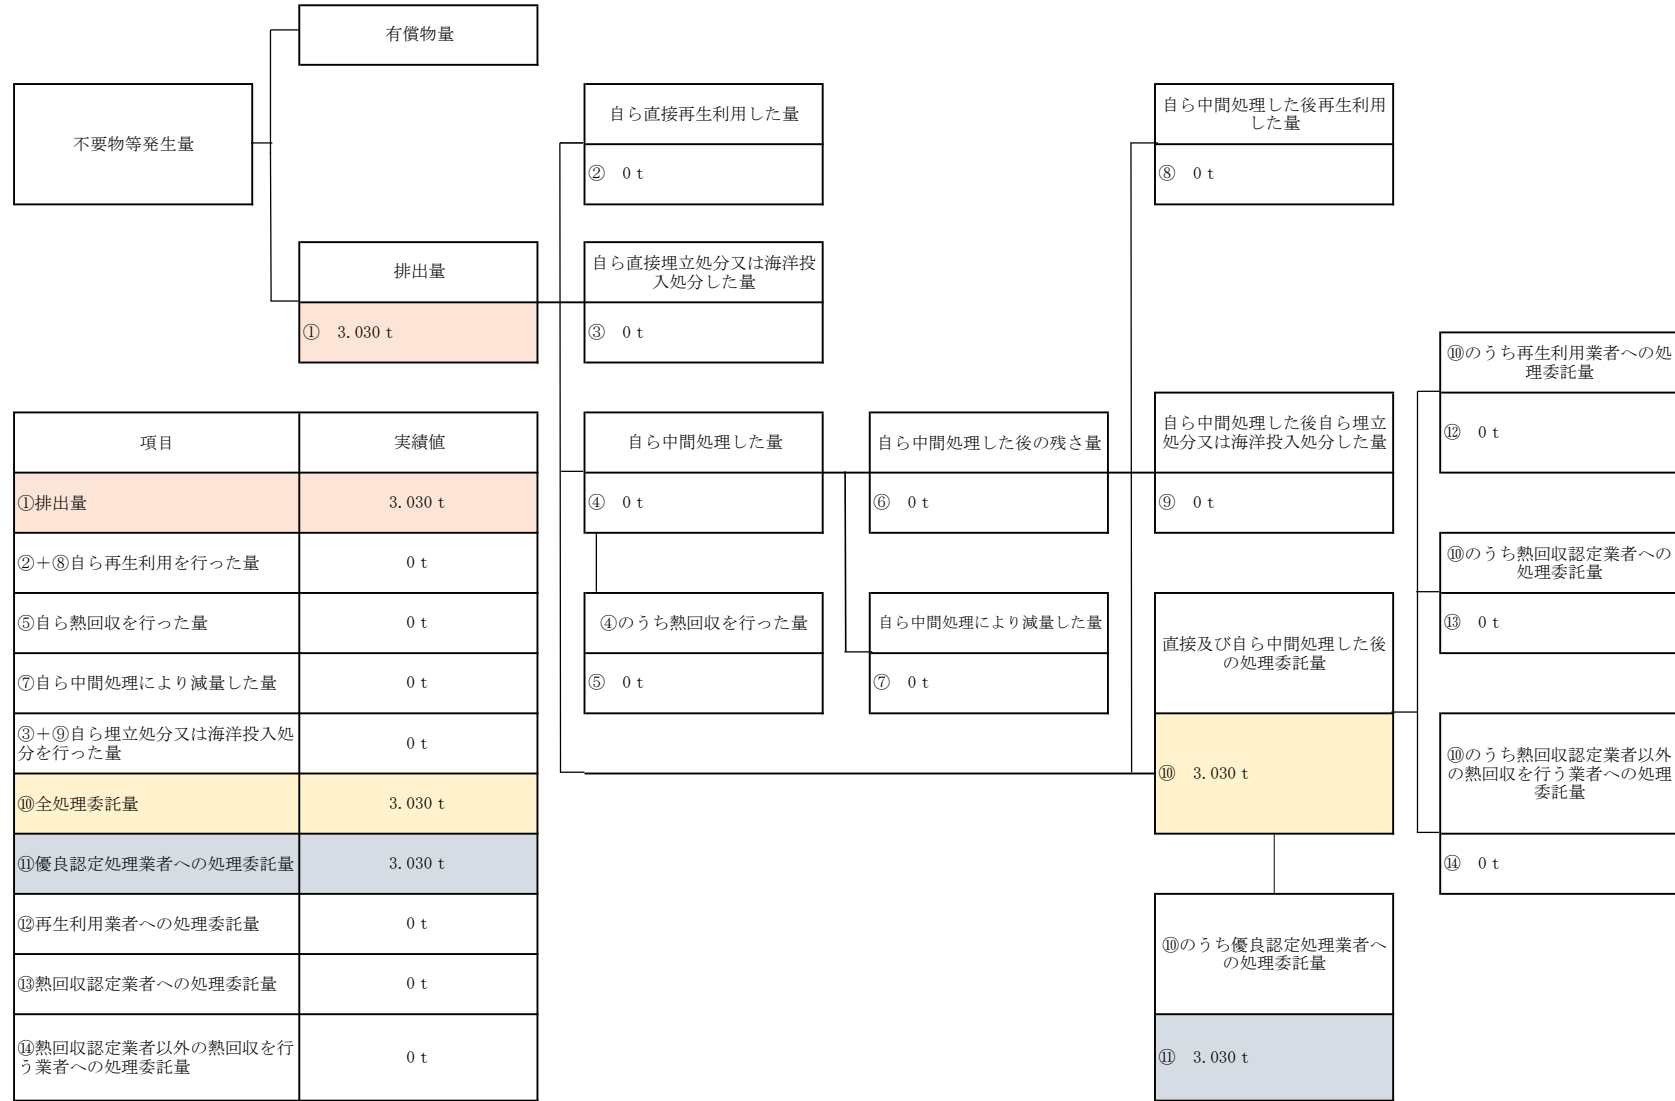 有償物量
不要物等発生量
自ら直接再生利用した量
② 0 t
自ら中間処理した後再生利用
した量
⑧ 0 t
排出量
① 3.030 t
自ら直接埋立処分又は海洋投
入処分した量
③ 0 t
⑩のうち再生利用業者への処
理委託量
⑫ 0 t
自ら中間処理した量
④ 0 t
自ら中間処理した後の残さ量
⑥ 0 t
自ら中間処理した後自ら埋立
処分又は海洋投入処分した量
⑨ 0 t
⑩のうち熱回収認定業者への
処理委託量
⑬ 0 t
④のうち熱回収を行った量
⑤ 0 t
自ら中間処理により減量した量
⑦ 0 t
直接及び自ら中間処理した後
の処理委託量
⑩ 3.030 t
⑩のうち熱回収認定業者以外
の熱回収を行う業者への処理
委託量
⑭ 0 t
⑩のうち優良認定処理業者へ
の処理委託量
⑪ 3.030 t
項目 実績値
①排出量 3.030 t
②＋⑧自ら再生利用を行った量 0 t
⑤自ら熱回収を行った量 0 t
⑦自ら中間処理により減量した量 0 t
③＋⑨自ら埋立処分又は海洋投入処
分を行った量 0 t
⑩全処理委託量 3.030 t
⑪優良認定処理業者への処理委託量 3.030 t
⑫再生利用業者への処理委託量 0 t
⑬熱回収認定業者への処理委託量 0 t
⑭熱回収認定業者以外の熱回収を行
う業者への処理委託量 0 t